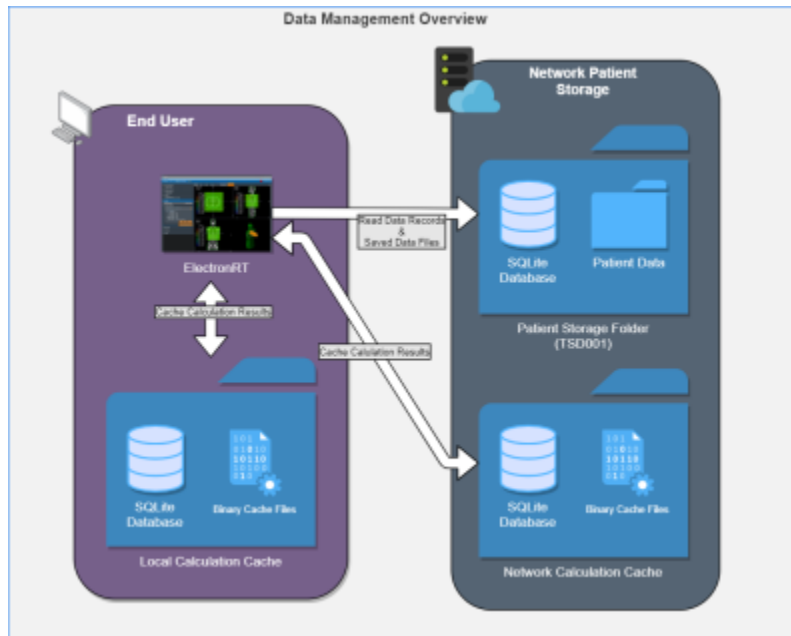 Data Management Overview
Network Patient
Storage
End User
ElectronRT
Read Data Records
&
Saved Data Files
SQLite
Database
Patient Data
Cache Calculation Results
Patient Storage Folder
(TSD001)
Cache Calulation Results
SQLite
Database
Binary Cache Files
Local Calculation Cache
SQLite
Database
Binary Cache Files
Network Calculation Cache